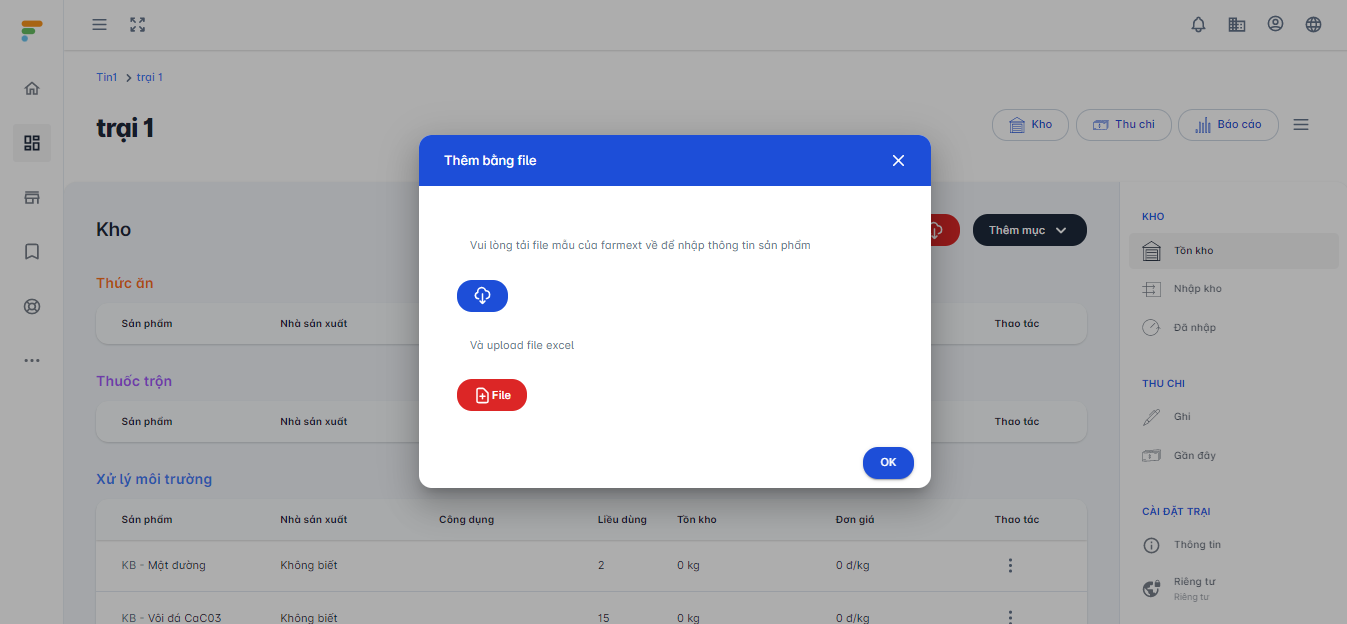 Tin1 > trại 1
trại 1
Kho
Thu chi
Báo cáo
Thêm bằng file
Vui lòng tải file mẫu của farmext về để nhập thông tin sản phẩm
Và upload file excel
File
OK
Kho
Thêm mục
Thức ăn
Sản phẩm Nhà sản xuất Thao tác
Thuốc trộn
Sản phẩm Nhà sản xuất Thao tác
Xử lý môi trường
Sản phẩm Nhà sản xuất Công dụng Liều dùng Tồn kho Đơn giá Thao tác
KB - Mật đường Không biết 2 0 kg 0 đ/kg
KB - Vôi đá CaC03 Không biết 15 0 kg 0 đ/kg
KHO
Tồn kho
Nhập kho
Đã nhập
THU CHI
Ghi
Gần đây
CÀI ĐẶT TRẠI
Thông tin
Riêng tư
Riêng tư